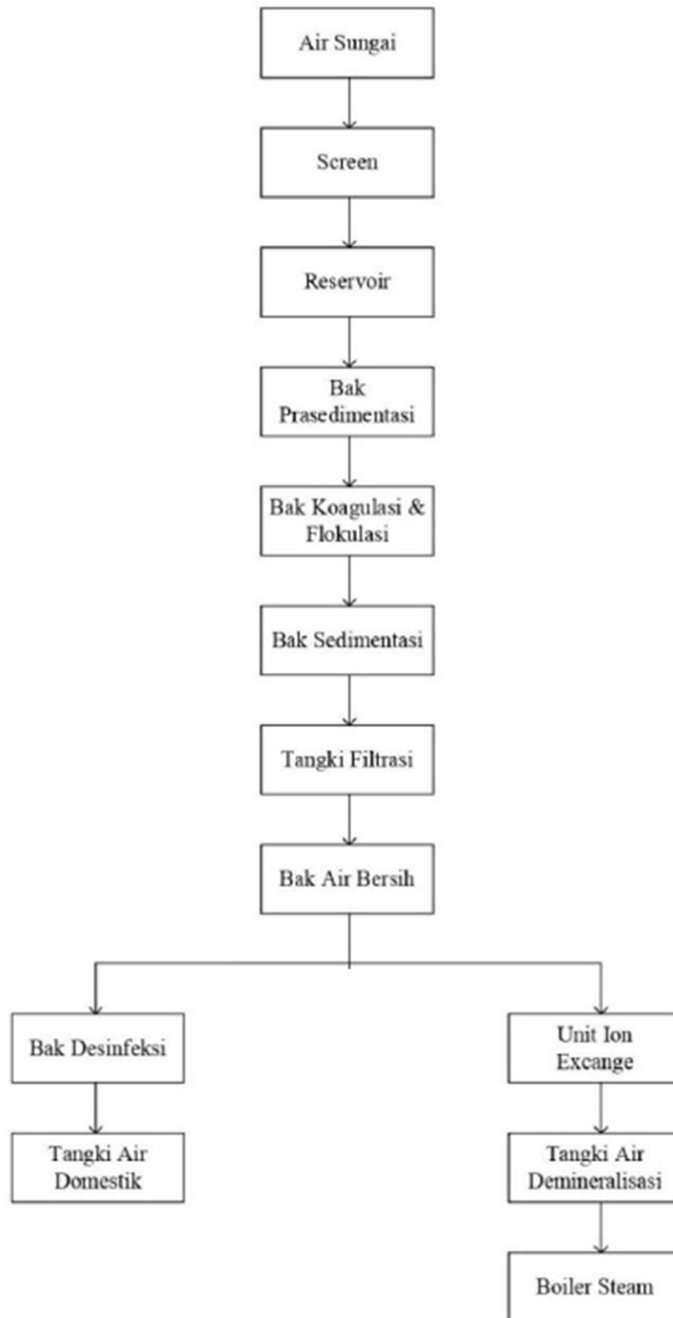 Air Sungai
Screen
Reservoir
Bak
Prasedimentasi
Bak Koagulasi &
Flokulasi
Bak Sedimentasi
Tangki Filtrasi
Bak Air Bersih
Bak Desinfeksi
Unit Ion
Excange
Tangki Air
Domestik
Tangki Air
Demineralisasi
Boiler Steam